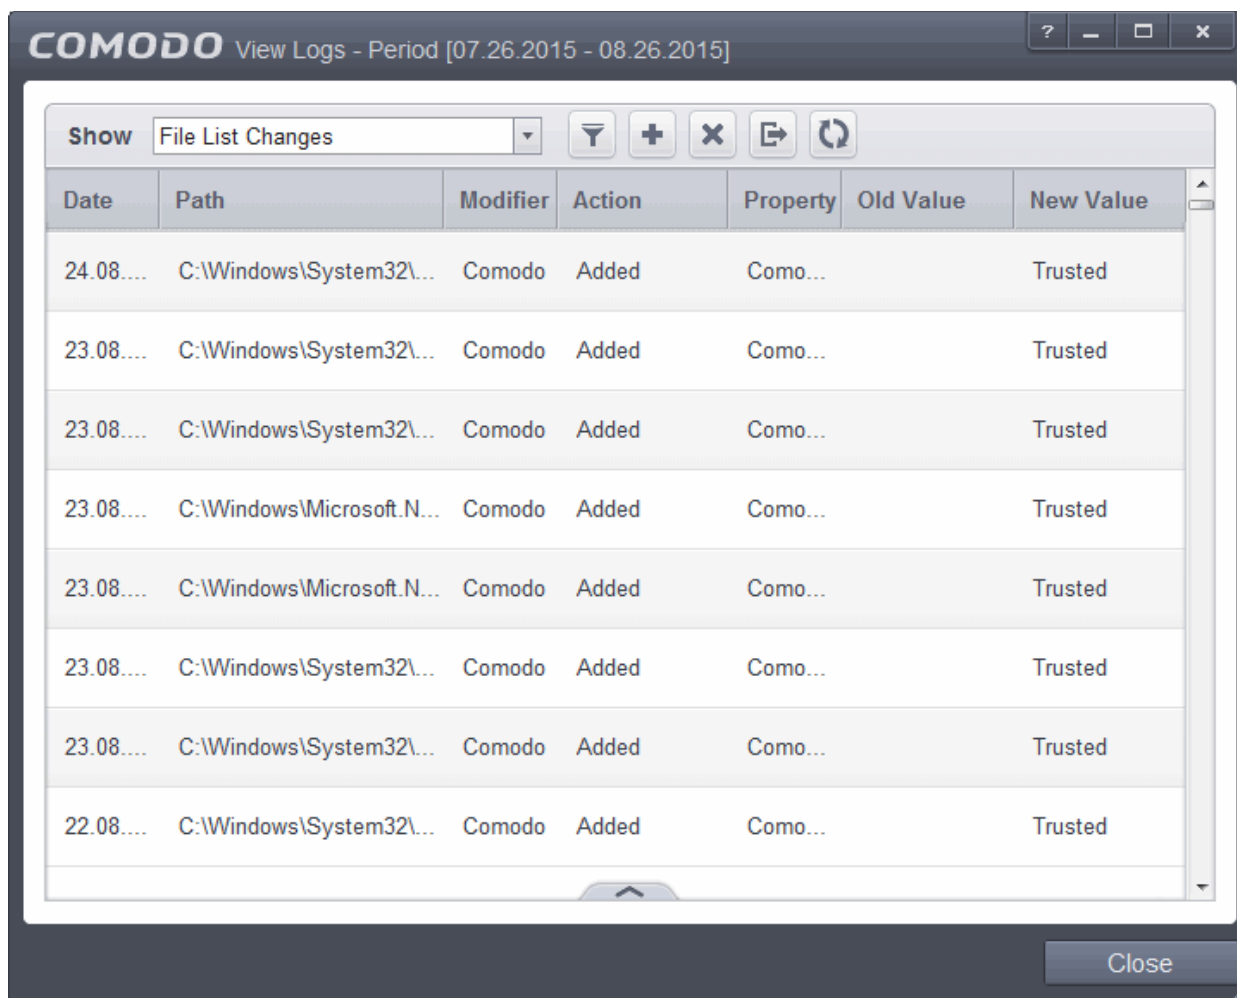 COMODO View Logs - Period [07.26.2015 - 08.26.2015] ?
Show File List Changes
Date Path Modifier Action Property Old Value New Value
24.08.... C:\Windows\System32\... Comodo Added Como... Trusted
23.08.... C:\Windows\System32\... Comodo Added Como... Trusted
23.08.... C:\Windows\System32\... Comodo Added Como... Trusted
23.08.... C:\Windows\Microsoft.N... Comodo Added Como... Trusted
23.08.... C:\Windows\Microsoft.N... Comodo Added Como... Trusted
23.08.... C:\Windows\System32\... Comodo Added Como... Trusted
23.08.... C:\Windows\System32\... Comodo Added Como... Trusted
22.08.... C:\Windows\System32\... Comodo Added Como... Trusted
Close